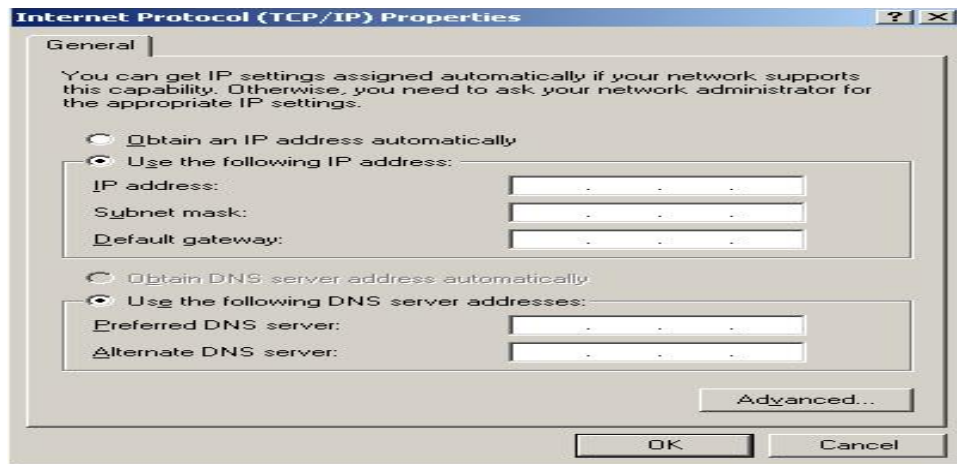 Internet Protocol (TCP/IP) Properties
General
You can get IP settings assigned automatically if your network supports
this capability. Otherwise, you need to ask your network administrator for
the appropriate IP settings.
Obtain an IP address automatically
Use the following IP address:
IP address:
Subnet mask:
Default gateway:
Obtain DNS server address automatically
Use the following DNS server addresses:
Preferred DNS server:
Alternate DNS server:
Advanced...
OK
Cancel